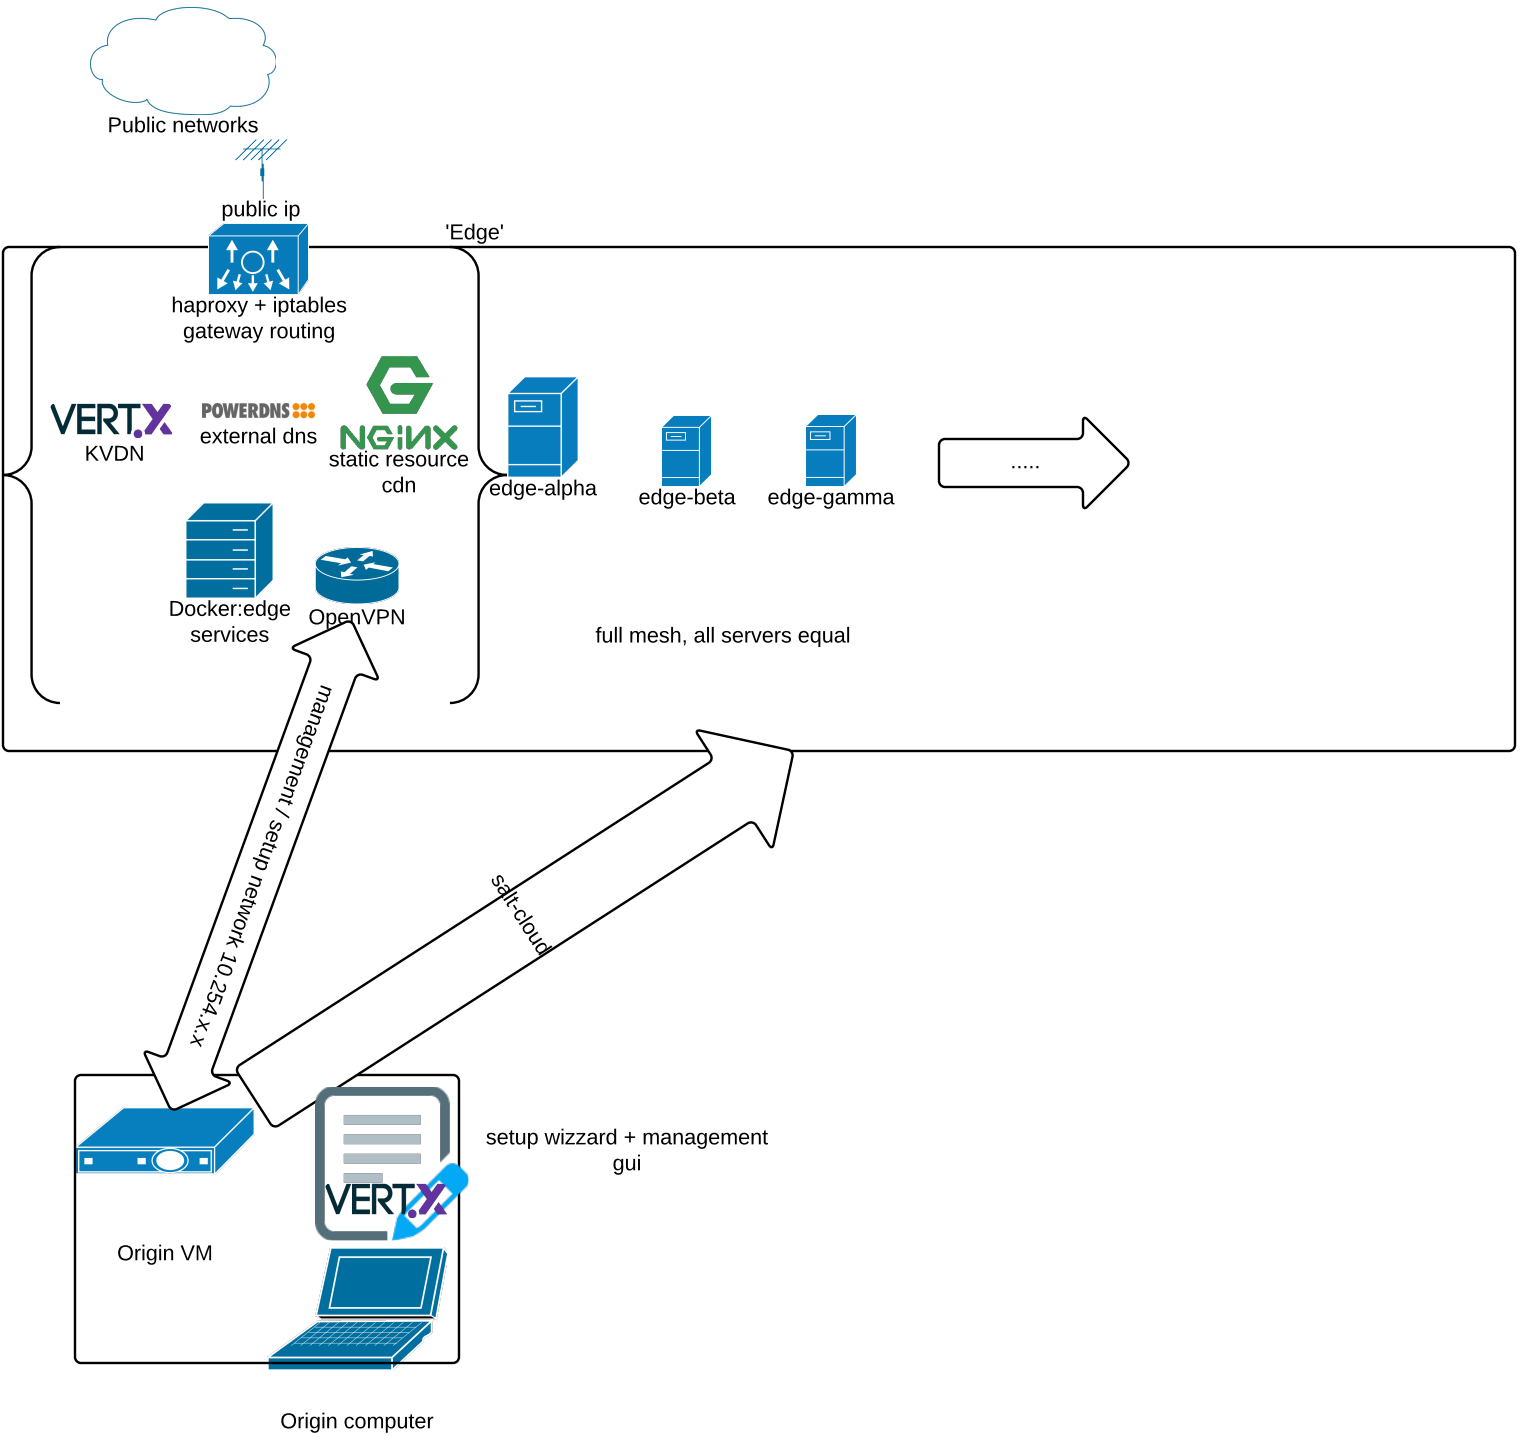 Public networks
public ip
'Edge'
haproxy + iptables
gateway routing
VERT.X
KVDN
POWERDNS
external dns
NGiNX
static resource
cdn
edge-alpha
edge-beta
edge-gamma
.....
Docker:edge
services
OpenVPN
full mesh, all servers equal
management / setup network 10.254.x.x
salt-cloud
setup wizzard + management
gui
VERT.X
Origin VM
Origin computer